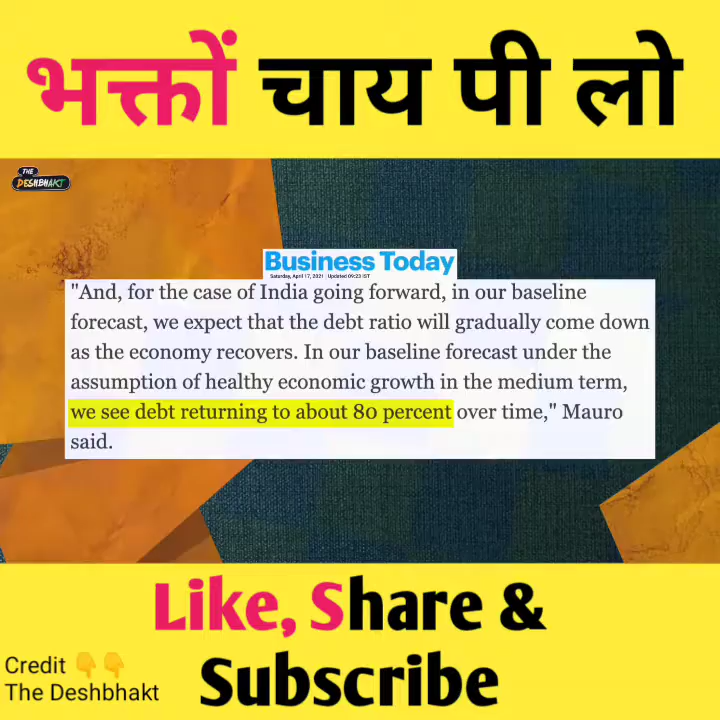 भक्तों चाय पी लो
THE
DESHBHAKT
Business Today
Saturday, April 17, 2021 | Updated 09:23 IST
"And, for the case of India going forward, in our baseline
forecast, we expect that the debt ratio will gradually come down
as the economy recovers. In our baseline forecast under the
assumption of healthy economic growth in the medium term,
we see debt returning to about 80 percent over time," Mauro
said.
Like, Share &
Subscribe
Credit 👇👇
The Deshbhakt